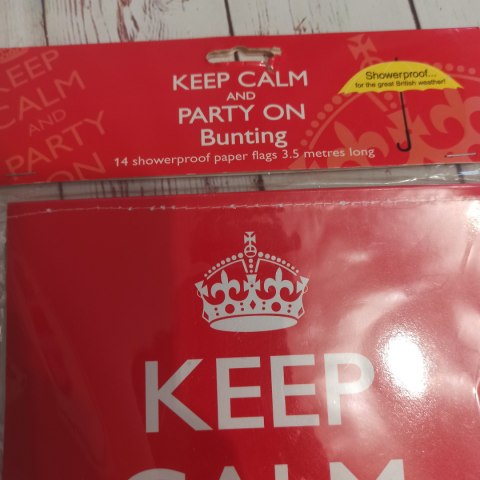 KEEP
CALM
AND
PARTY
ON
KEEP CALM
AND
PARTY ON
Bunting
14 showerproof paper flags 3.5 metres long
Showerproof...
for the great British weather!
KEEP
CALM